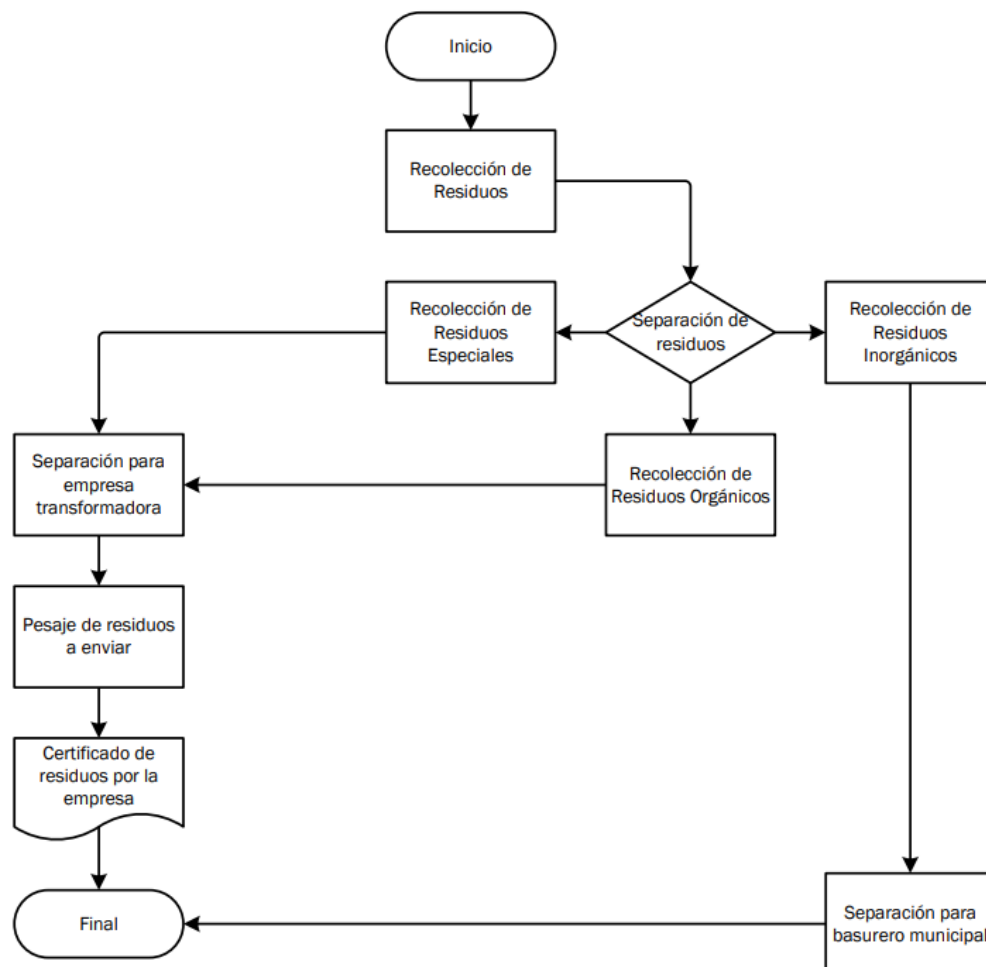 Inicio
Recolección de
Residuos
Recolección de
Residuos
Especiales
Separación de
residuos
Recolección de
Residuos
Inorgánicos
Separación para
empresa
transformadora
Recolección de
Residuos Orgánicos
Pesaje de residuos
a enviar
Certificado de
residuos por la
empresa
Final
Separación para
basurero municipal